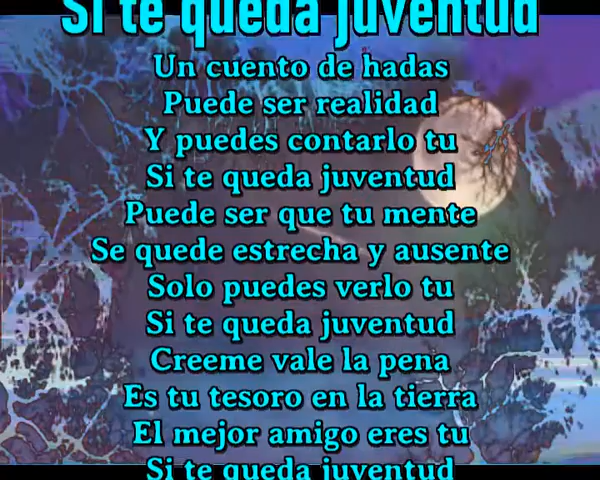 Si te queda juventud
Un cuento de hadas
Puede ser realidad
Y puedes contarlo tu
Si te queda juventud
Puede ser que tu mente
Se quede estrecha y ausente
Solo puedes verlo tu
Si te queda juventud
Creeme vale la pena
Es tu tesoro en la tierra
El mejor amigo eres tu
Si te queda juventud